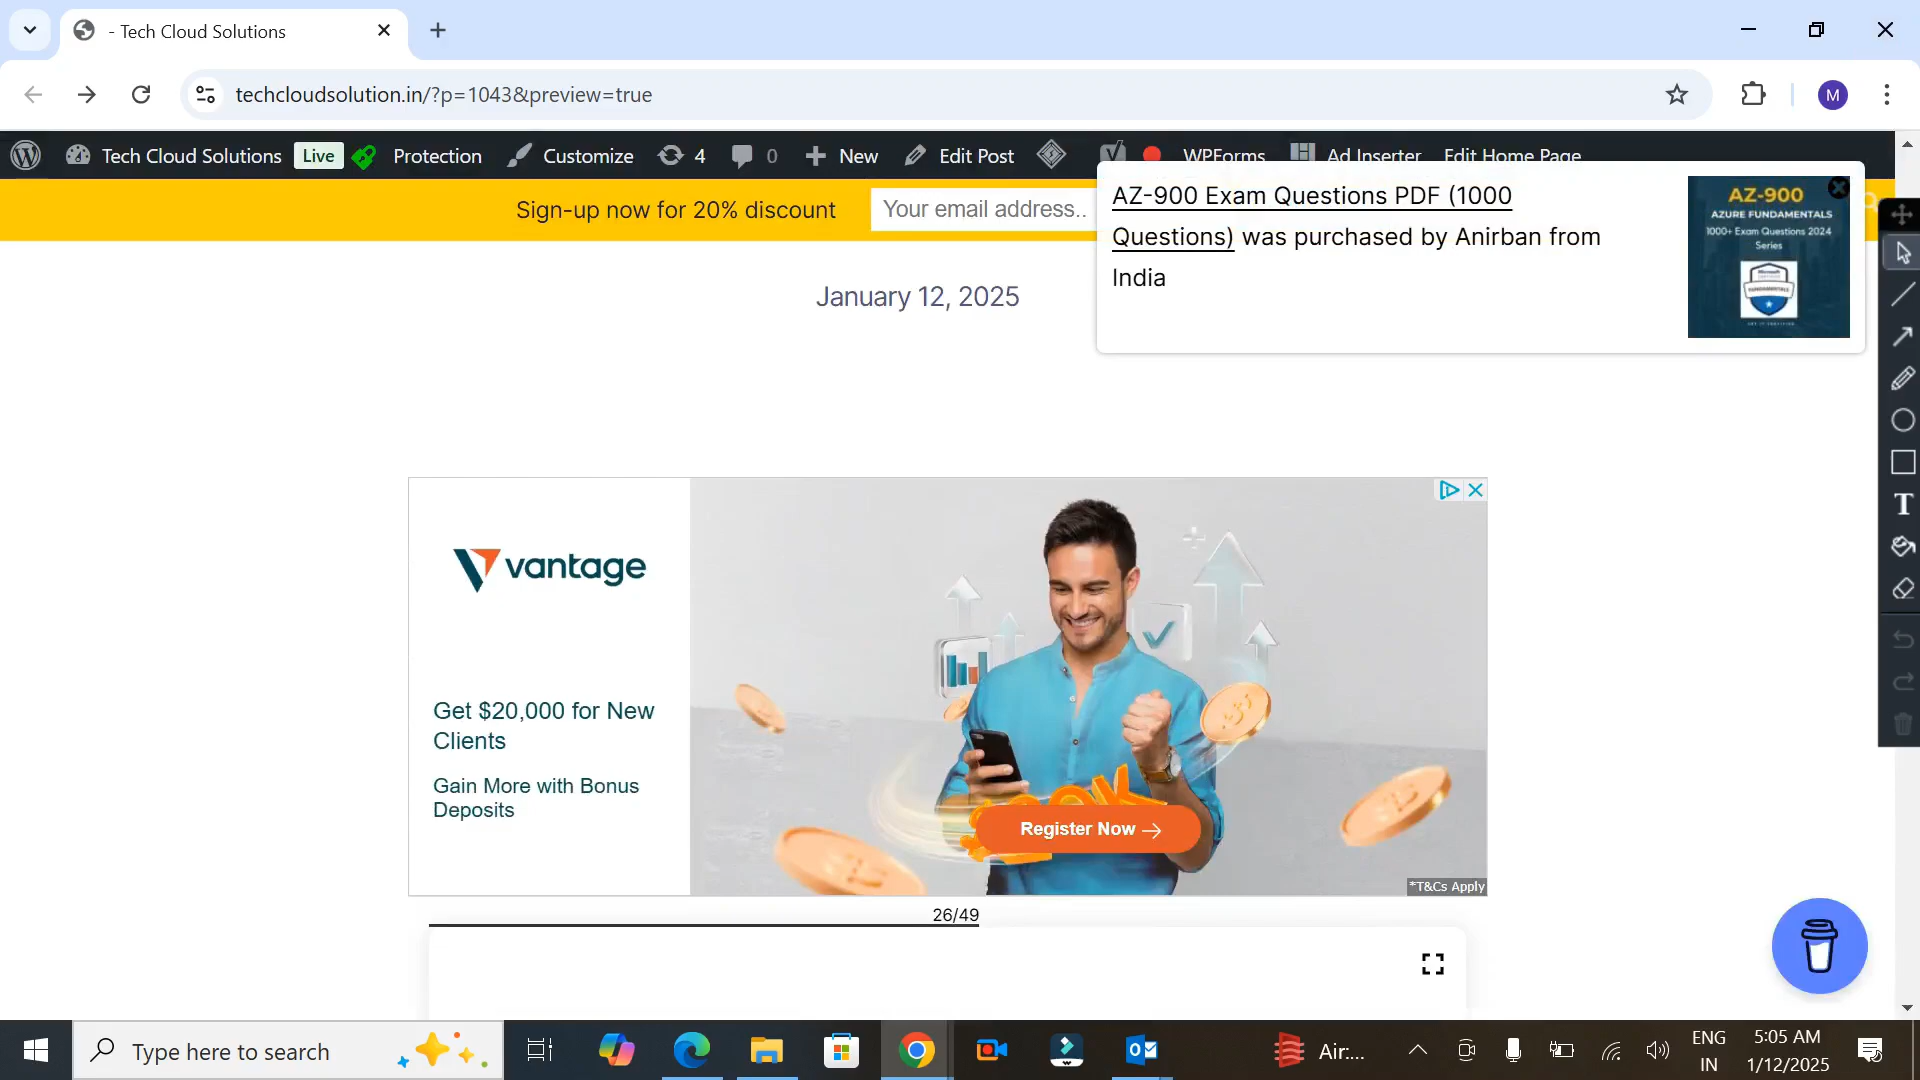 - Tech Cloud Solutions
techcloudsolution.in/?p=1043&preview=true
M
Tech Cloud Solutions Live Protection Customize 4 0 New Edit Post WPForms Ad Inserter Edit Home Page
Sign-up now for 20% discount Your email address..
AZ-900 Exam Questions PDF (1000
Questions) was purchased by Anirban from
India
AZ-900
AZURE FUNDAMENTALS
1000+ Exam Questions 2024
Series
January 12, 2025
T
vantage
Get $20,000 for New
Clients
Gain More with Bonus
Deposits
Register Now
*T&Cs Apply
26/49
Type here to search
Air:...
ENG
IN
5:05 AM
1/12/2025